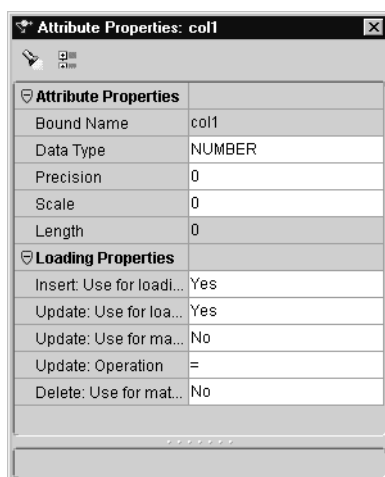 Attribute Properties: col1
Attribute Properties
Bound Name col1
Data Type NUMBER
Precision 0
Scale 0
Length 0
Loading Properties
Insert: Use for loadi... Yes
Update: Use for loa... Yes
Update: Use for ma... No
Update: Operation =
Delete: Use for mat... No